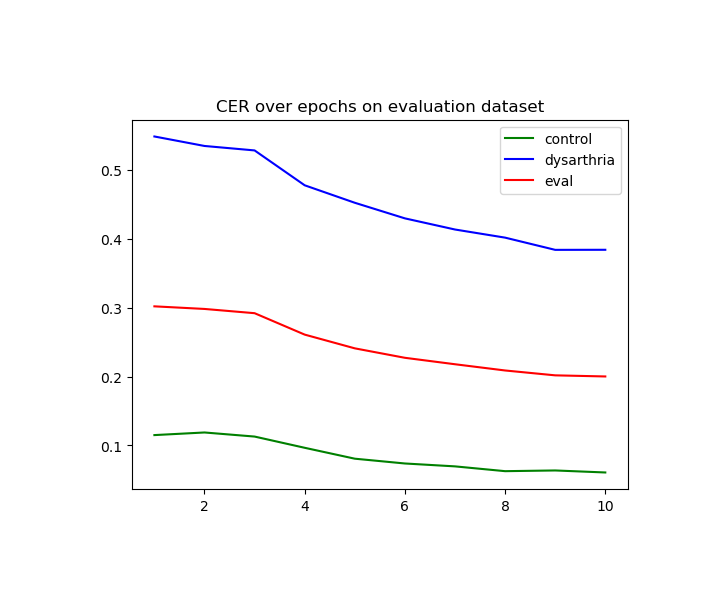 CER over epochs on evaluation dataset
control
dysarthria
eval
0.5
0.4
0.3
0.2
0.1
2 4 6 8 10